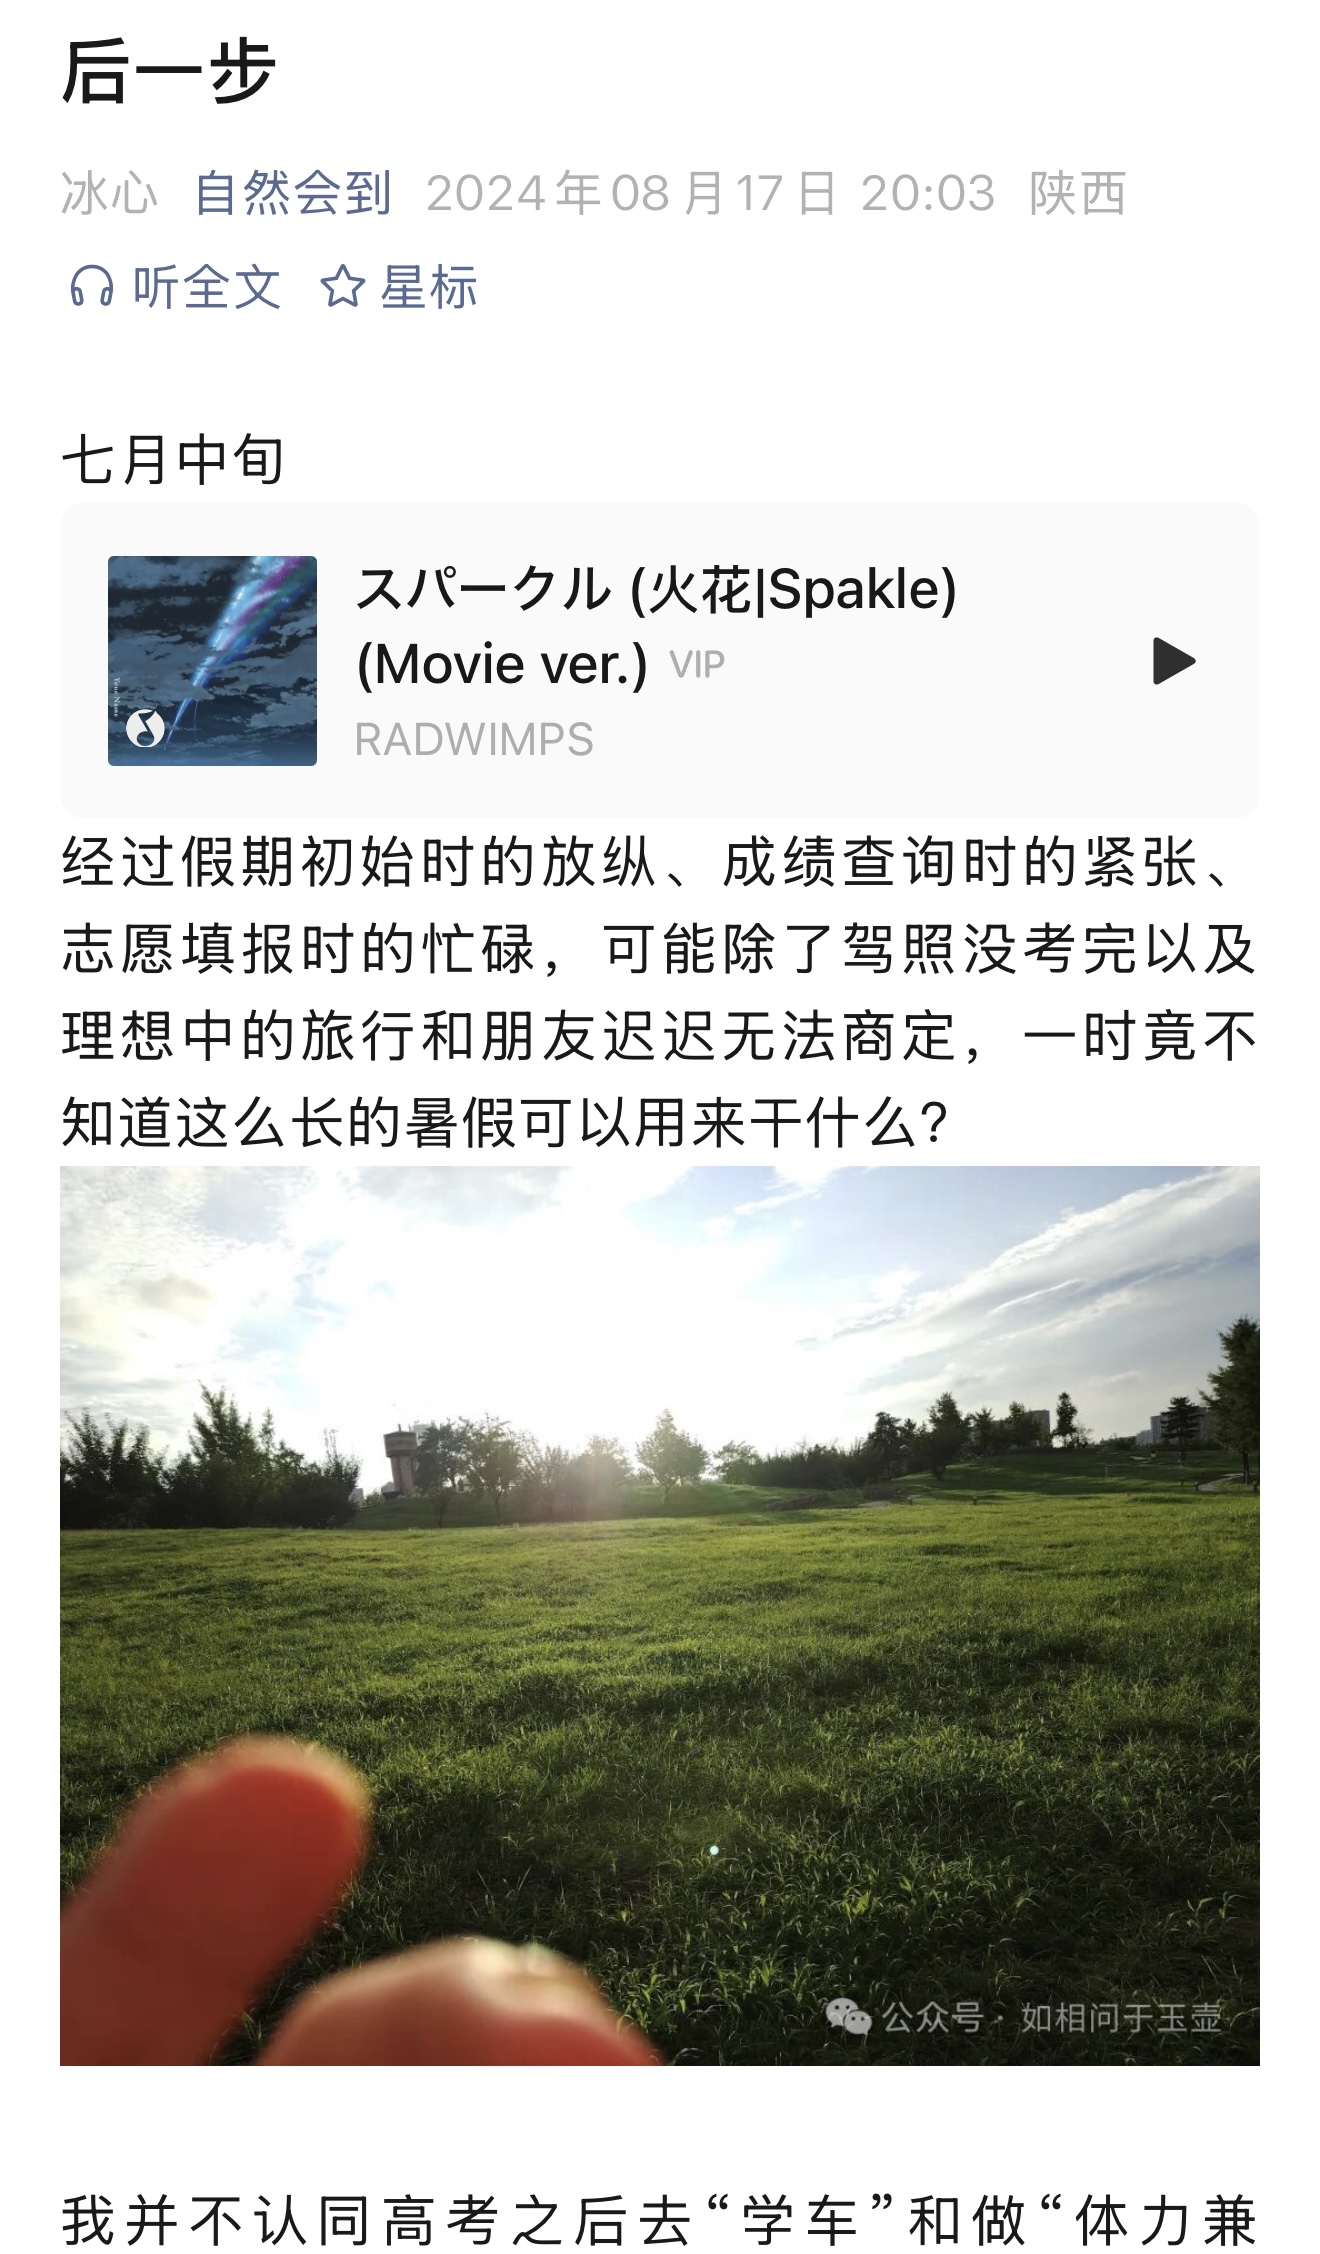 后一步
冰心 自然会到 2024年08月17日 20:03 陕西
听全文 星标
七月中旬
スパークル (火花|Spakle)
(Movie ver.) VIP
RADWIMPS
Your Name
经过假期初始时的放纵、成绩查询时的紧张、
志愿填报时的忙碌，可能除了驾照没考完以及
理想中的旅行和朋友迟迟无法商定，一时竟不
知道这么长的暑假可以用来干什么?
公众号 · 如相问于玉壶
我并不认同高考之后去“学车”和做“体力兼